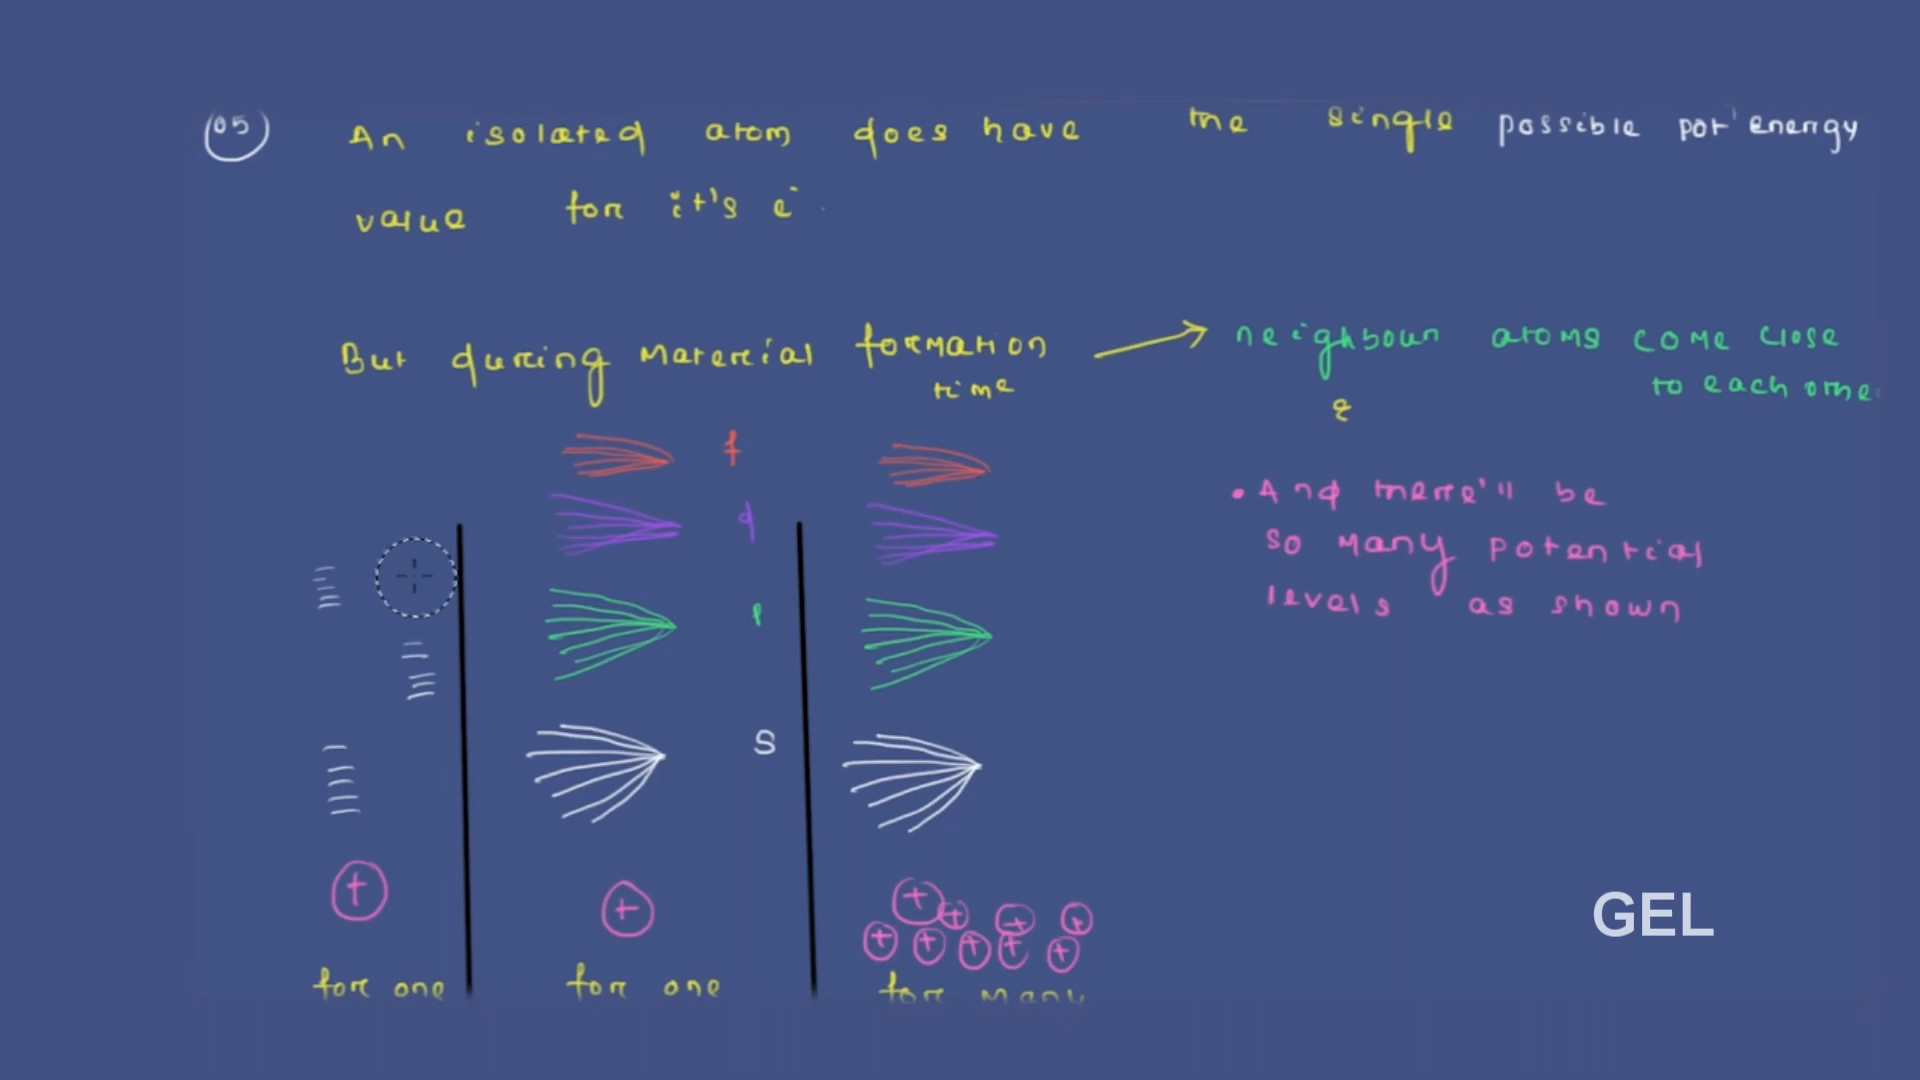 05 An isolated atom does have the single possible pot' energy
value for it's e-.
But during material formation → neighbour atoms come close
time to each othe
&
f
d
• And there'll be
so many potential
levels as shown
p
S
+ + + + + + +
+ + + + +
for one for one for many
GEL